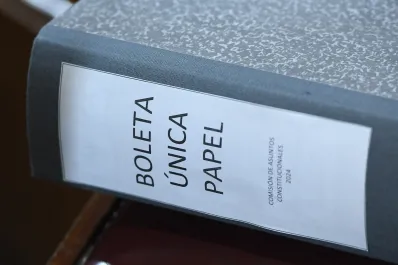 BOLETA
ÚNICA
PAPEL
COMISIÓN DE ASUNTOS
CONSTITUCIONALES.
2024